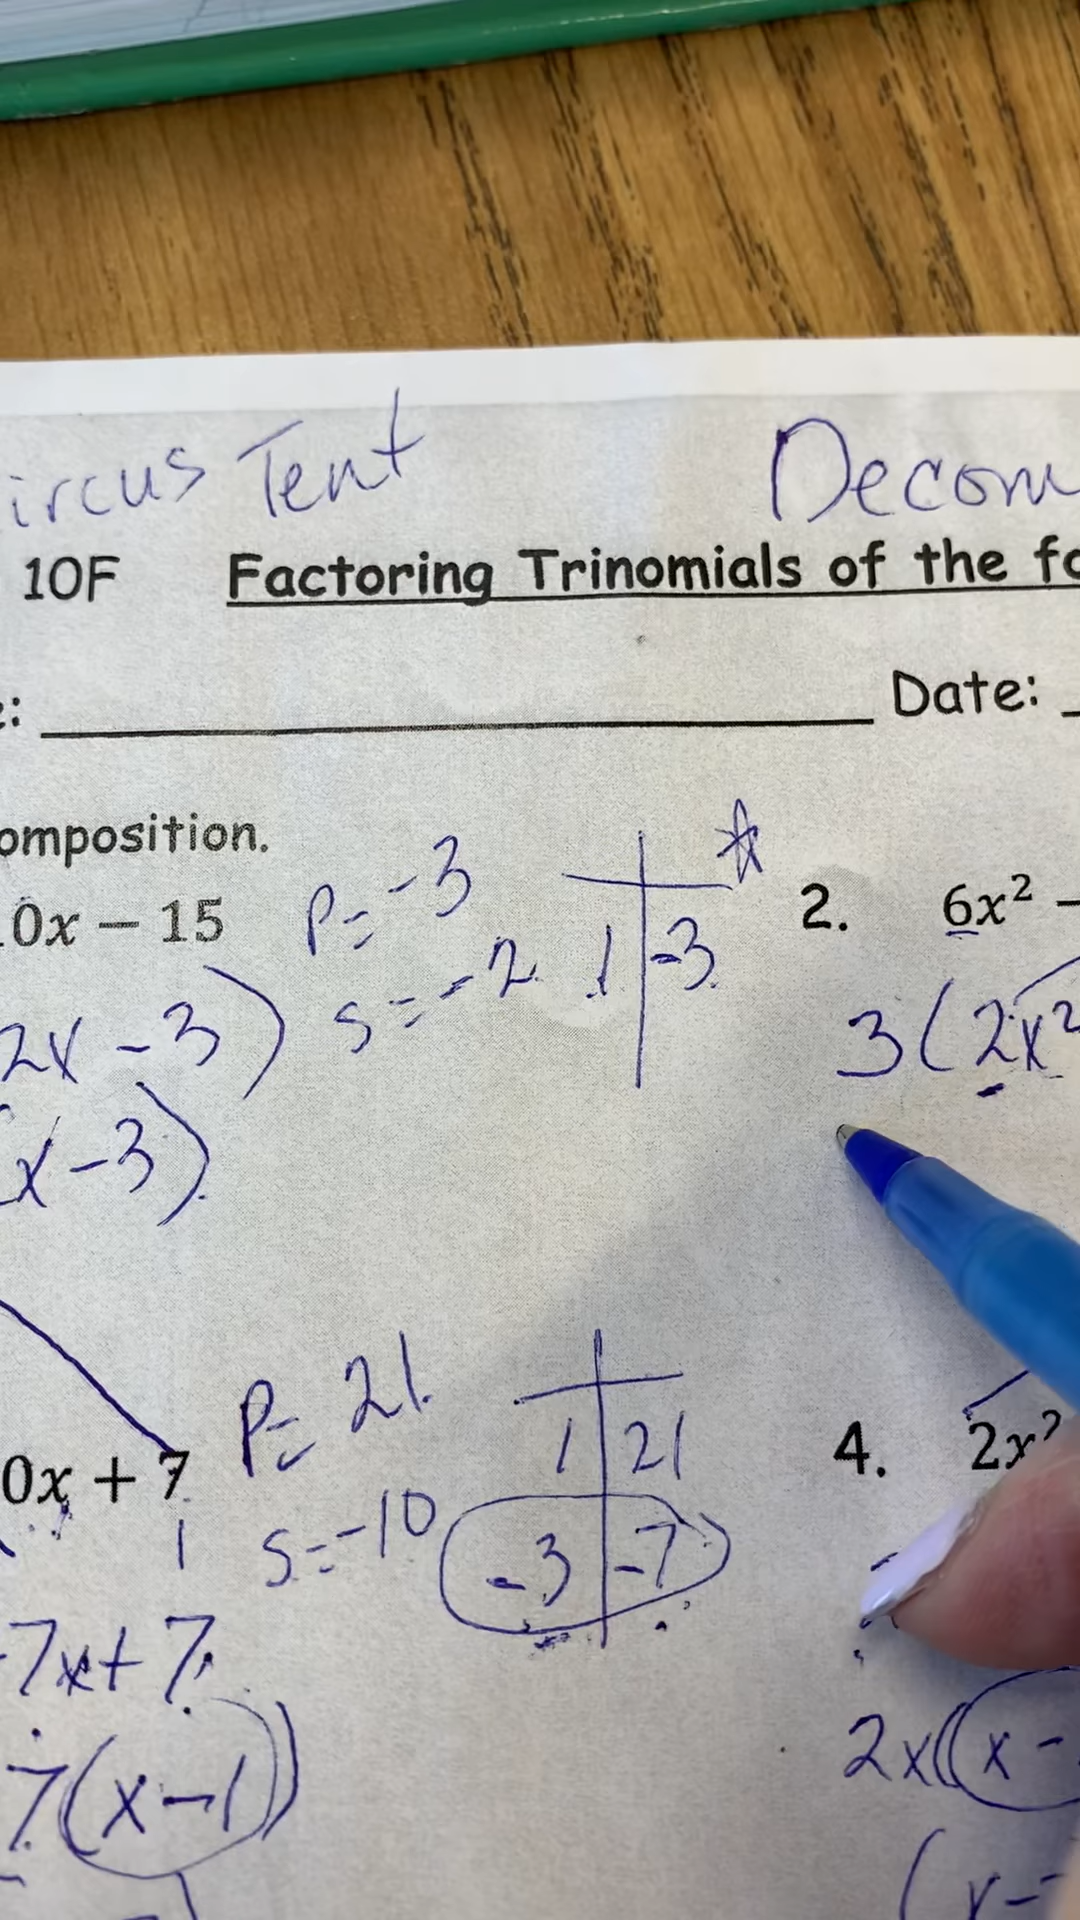 ircus Tent Decom
10F Factoring Trinomials of the fo
e: Date:
omposition.
0x − 15 P = -3 1 -3 2. 6x² −
2x - 3) S = -2 3(2x²
x-3)
0x + 7 P = 21 1 21 4. 2x²
1 S = -10 -3 -7
-7x + 7
7(x-1) 2x(x-
(x-